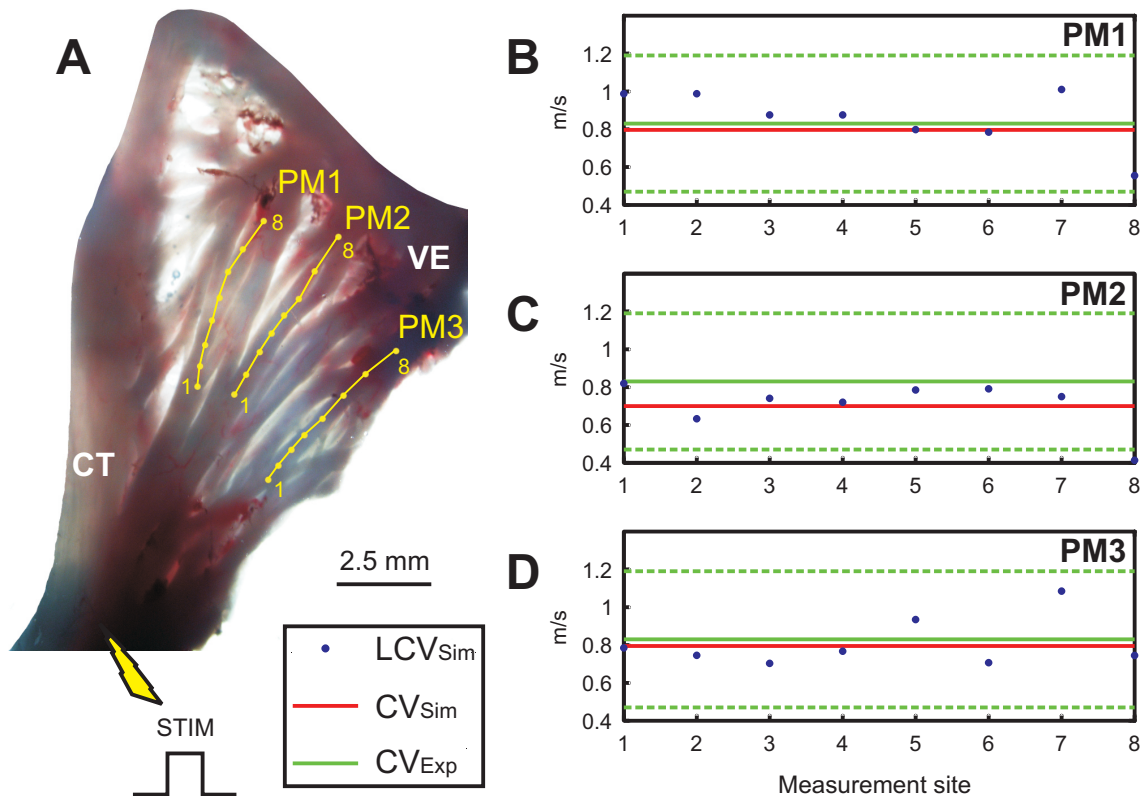 A
PM1
8
PM2
8
VE
PM3
8
1
1
1
CT
2.5 mm
STIM
LCVSim
CVSim
CVExp
B
PM1
m/s
1.2
1
0.8
0.6
0.4
1 2 3 4 5 6 7 8
C
PM2
m/s
1.2
1
0.8
0.6
0.4
1 2 3 4 5 6 7 8
D
PM3
m/s
1.2
1
0.8
0.6
0.4
1 2 3 4 5 6 7 8
Measurement site